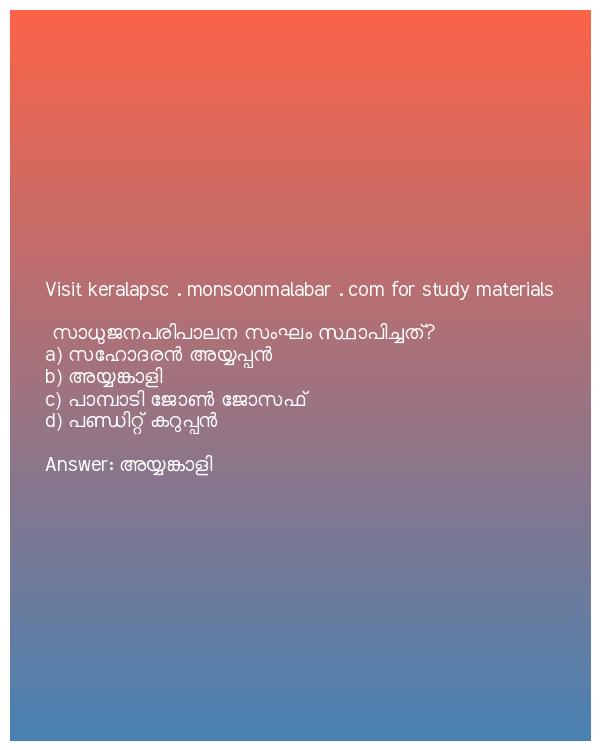 Visit keralapsc . monsoonmalabar . com for study materials
സാധുജനപരിപാലന സംഘം സ്ഥാപിച്ചത്?
a) സഹോദരൻ അയ്യപ്പൻ
b) അയ്യങ്കാളി
c) പാമ്പാടി ജോൺ ജോസഫ്
d) പണ്ഡിറ്റ് കറുപ്പൻ
Answer: അയ്യങ്കാളി